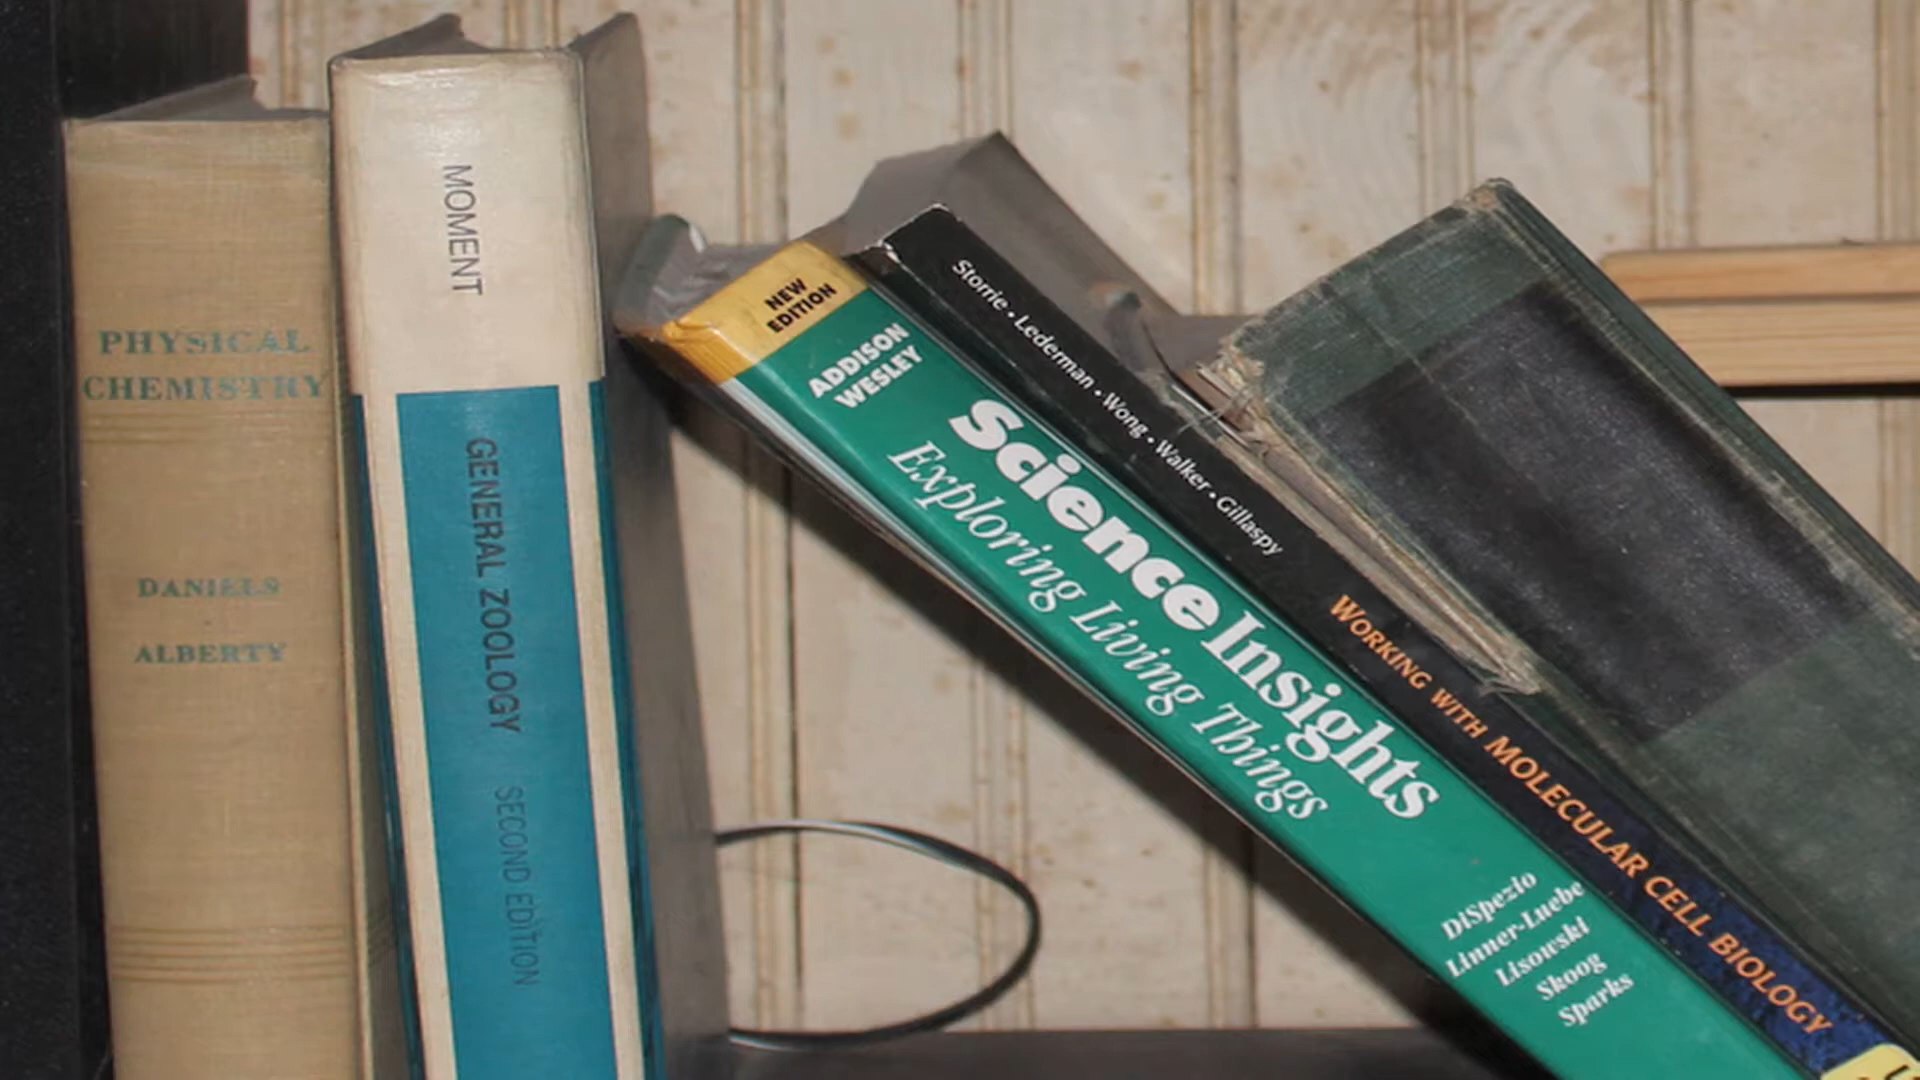 PHYSICAL
CHEMISTRY
DANIELS
ALBERTY
MOMENT
GENERAL ZOOLOGY SECOND EDITION
NEW
EDITION
ADDISON
WESLEY
Science Insights
Exploring Living Things
DiSpezio
Linner-Luebe
Lisowski
Skoog
Sparks
Storrie • Lederman • Wong • Walker • Gillaspy
WORKING WITH MOLECULAR CELL BIOLOGY